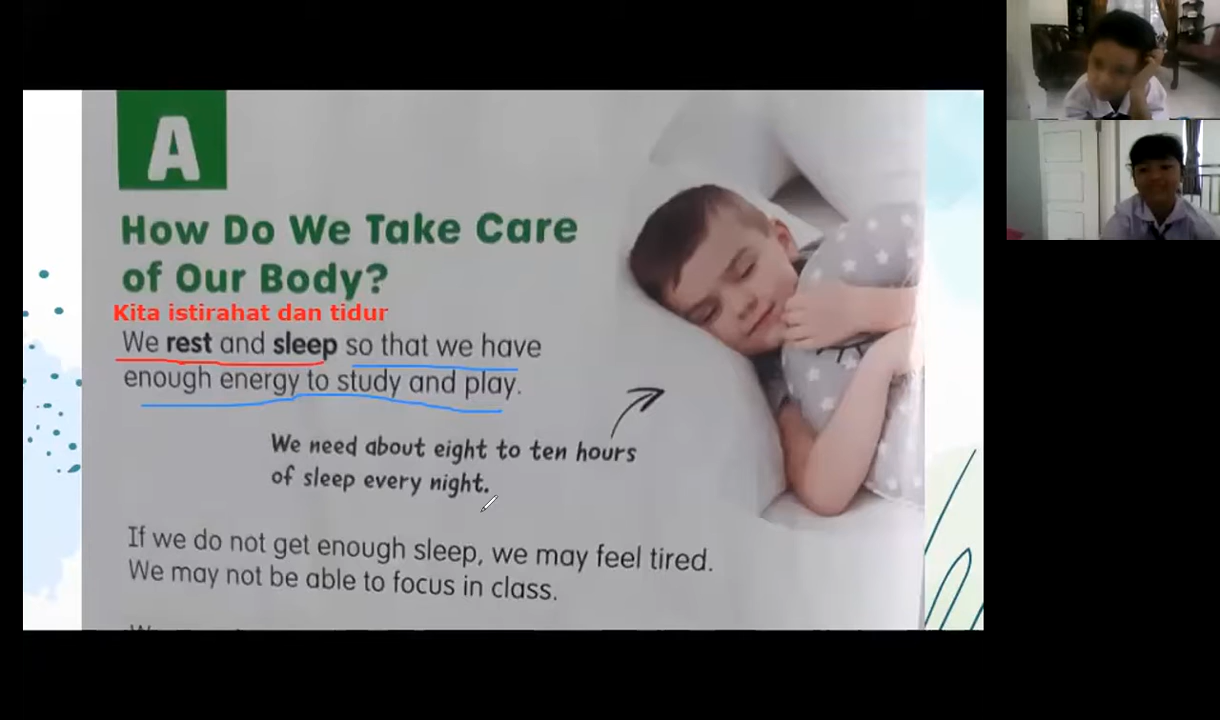 A
How Do We Take Care
of Our Body?
Kita istirahat dan tidur
We rest and sleep so that we have
enough energy to study and play.
We need about eight to ten hours
of sleep every night.
If we do not get enough sleep, we may feel tired.
We may not be able to focus in class.